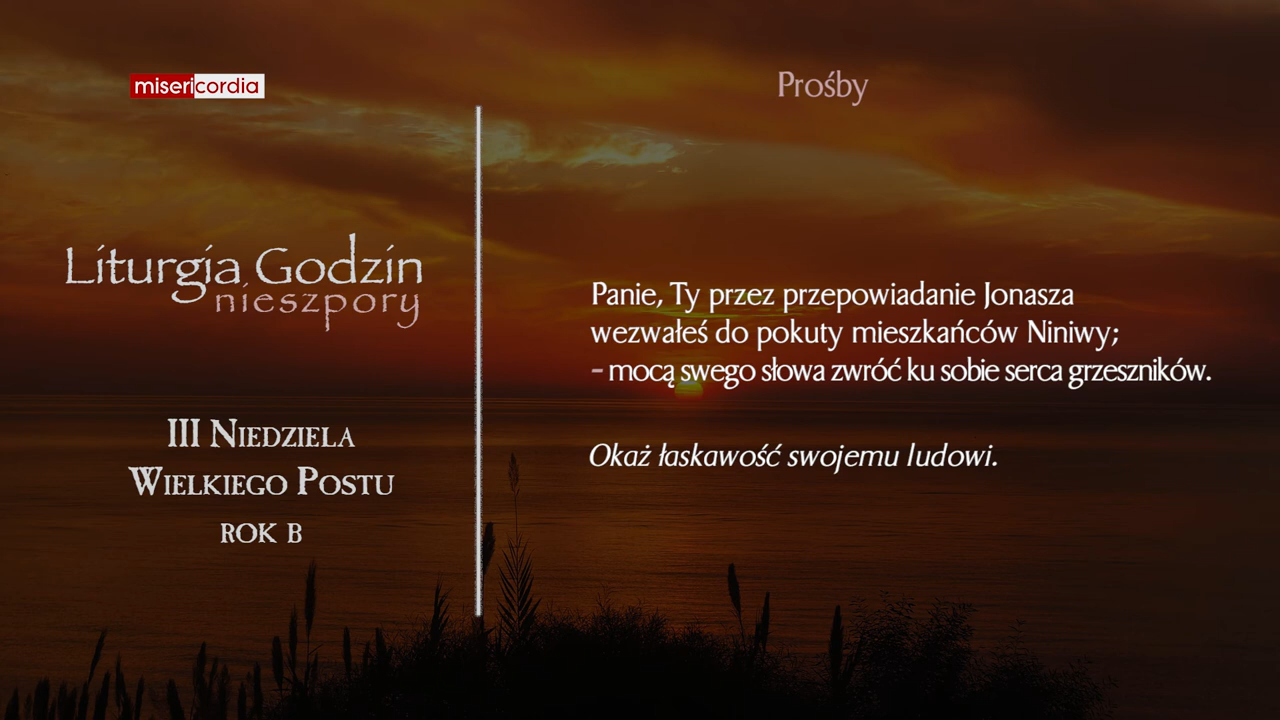 misericordia
Liturgia Godzin
nieszpory
III Niedziela
Wielkiego Postu
rok b
Prośby
Panie, Ty przez przepowiadanie Jonasza
wezwałeś do pokuty mieszkańców Niniwy;
- mocą swego słowa zwróć ku sobie serca grzeszników.
Okaż łaskawość swojemu ludowi.